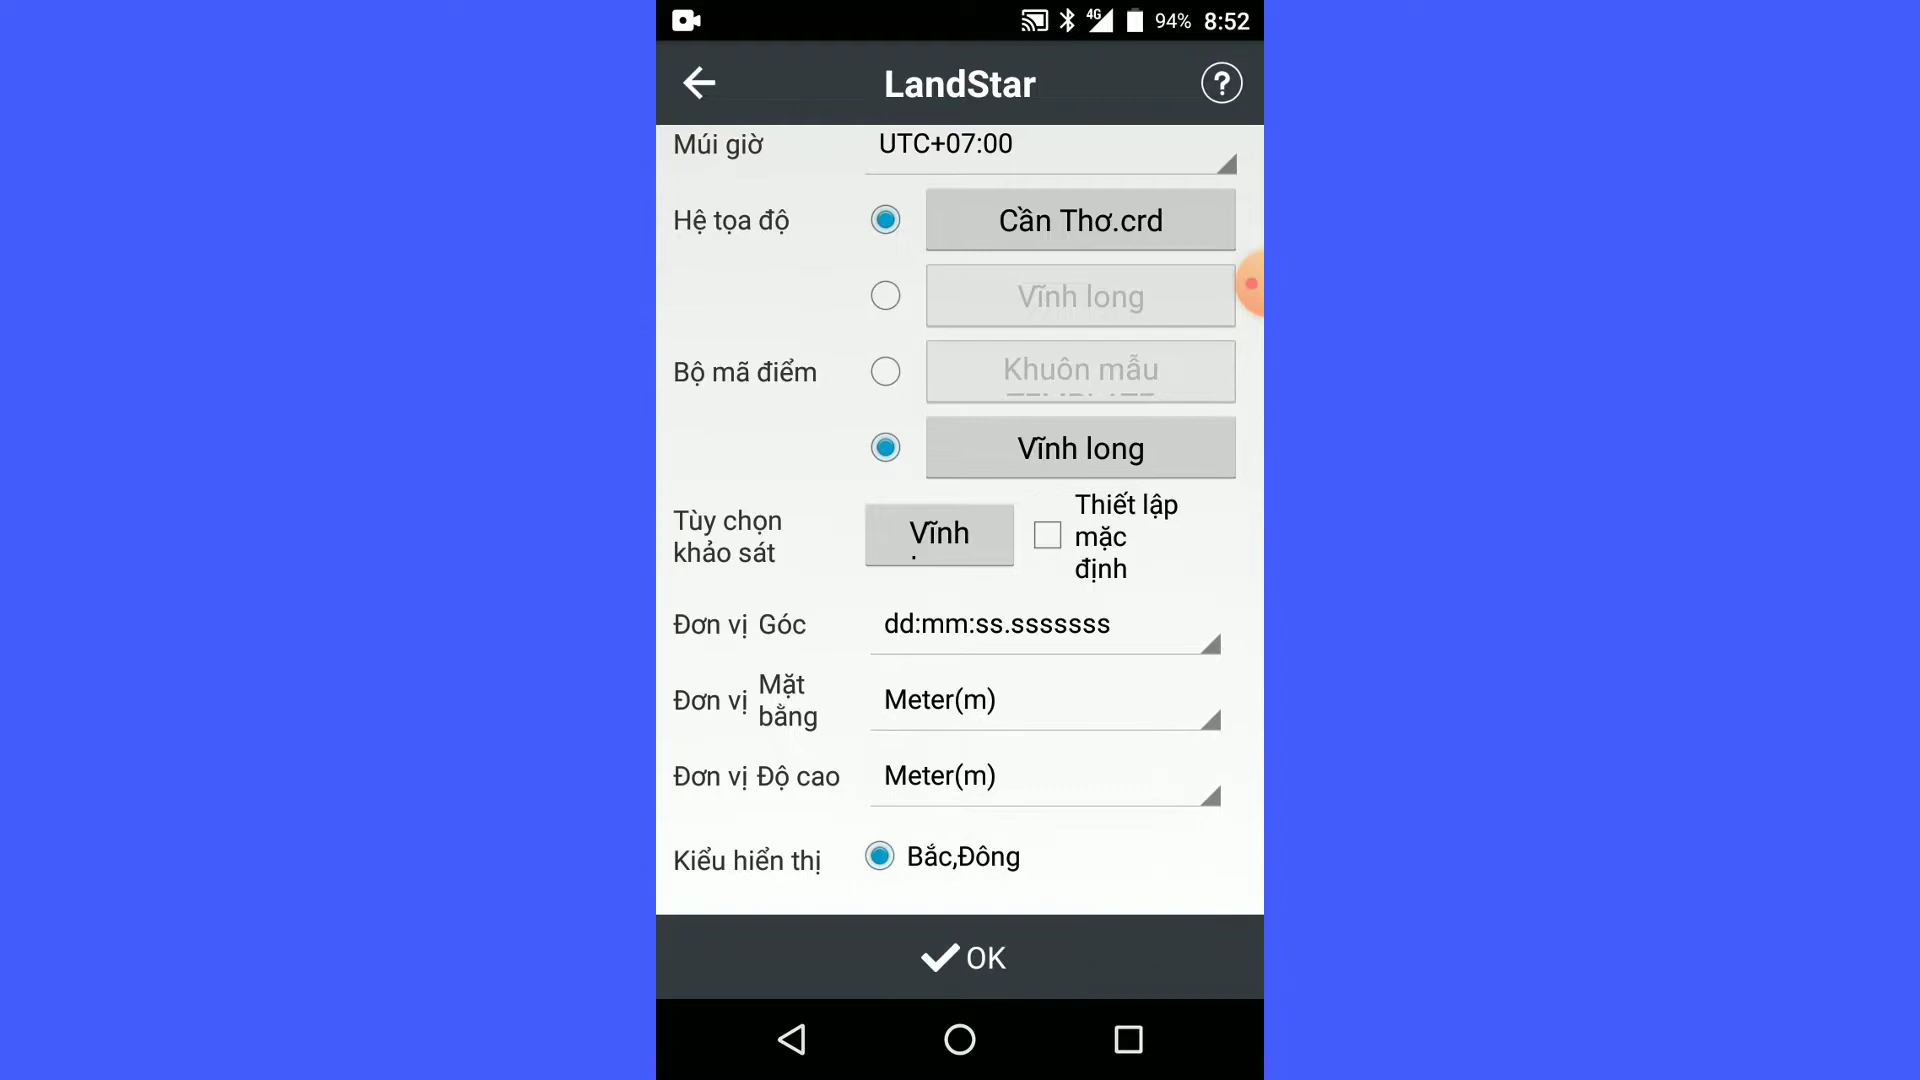 4G 94% 8:52
LandStar
?
Múi giờ UTC+07:00
Hệ tọa độ Cần Thơ.crd
Vĩnh long
Bộ mã điểm Khuôn mẫu
Vĩnh long
Tùy chọn
khảo sát
Vĩnh
Thiết lập
mặc
định
Đơn vị Góc dd:mm:ss.sssssss
Đơn vị Mặt
bằng
Meter(m)
Đơn vị Độ cao Meter(m)
Kiểu hiển thị Bắc,Đông
OK